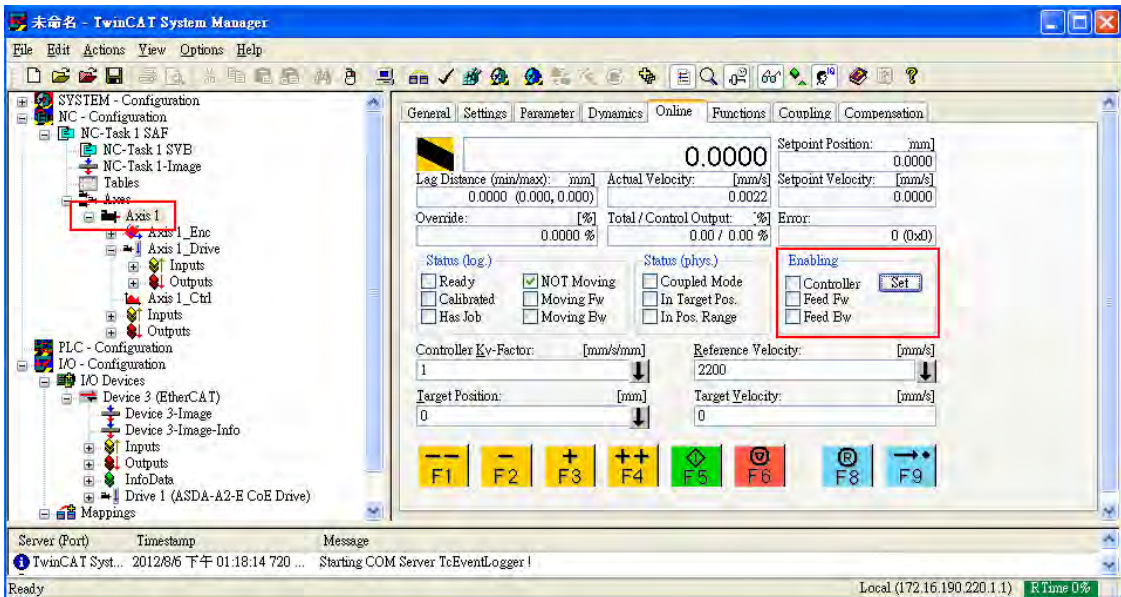 未命名 - TwinCAT System Manager
File Edit Actions View Options Help
SYSTEM - Configuration
NC - Configuration
NC-Task 1 SAF
NC-Task 1 SVB
NC-Task 1-Image
Tables
Axes
Axis 1
Axis 1_Enc
Axis 1_Drive
Inputs
Outputs
Axis 1_Ctrl
Inputs
Outputs
PLC - Configuration
I/O - Configuration
I/O Devices
Device 3 (EtherCAT)
Device 3-Image
Device 3-Image-Info
Inputs
Outputs
InfoData
Drive 1 (ASDA-A2-E CoE Drive)
Mappings
General Settings Parameter Dynamics Online Functions Coupling Compensation
0.0000
Setpoint Position: mm]
0.0000
Lag Distance (min/max): mm] Actual Velocity: [mm/s] Setpoint Velocity: [mm/s]
0.0000 (0.000, 0.000) 0.0022 0.0000
Override: [%] Total / Control Output: %] Error:
0.0000 % 0.00 / 0.00 % 0 (0x0)
Status (log.) Status (phys.) Enabling
Ready NOT Moving Coupled Mode Controller Set
Calibrated Moving Fw In Target Pos. Feed Fw
Has Job Moving Bw In Pos. Range Feed Bw
Controller Kv-Factor: [mm/s/mm] Reference Velocity: [mm/s]
1 2200
Target Position: [mm] Target Velocity: [mm/s]
0 0
-- - + ++ R
F1 F2 F3 F4 F5 F6 F8 F9
Server (Port) Timestamp Message
TwinCAT Syst... 2012/8/6 下午 01:18:14 720 ... Starting COM Server TcEventLogger !
Ready Local (172.16.190.220.1.1) RTime 0%